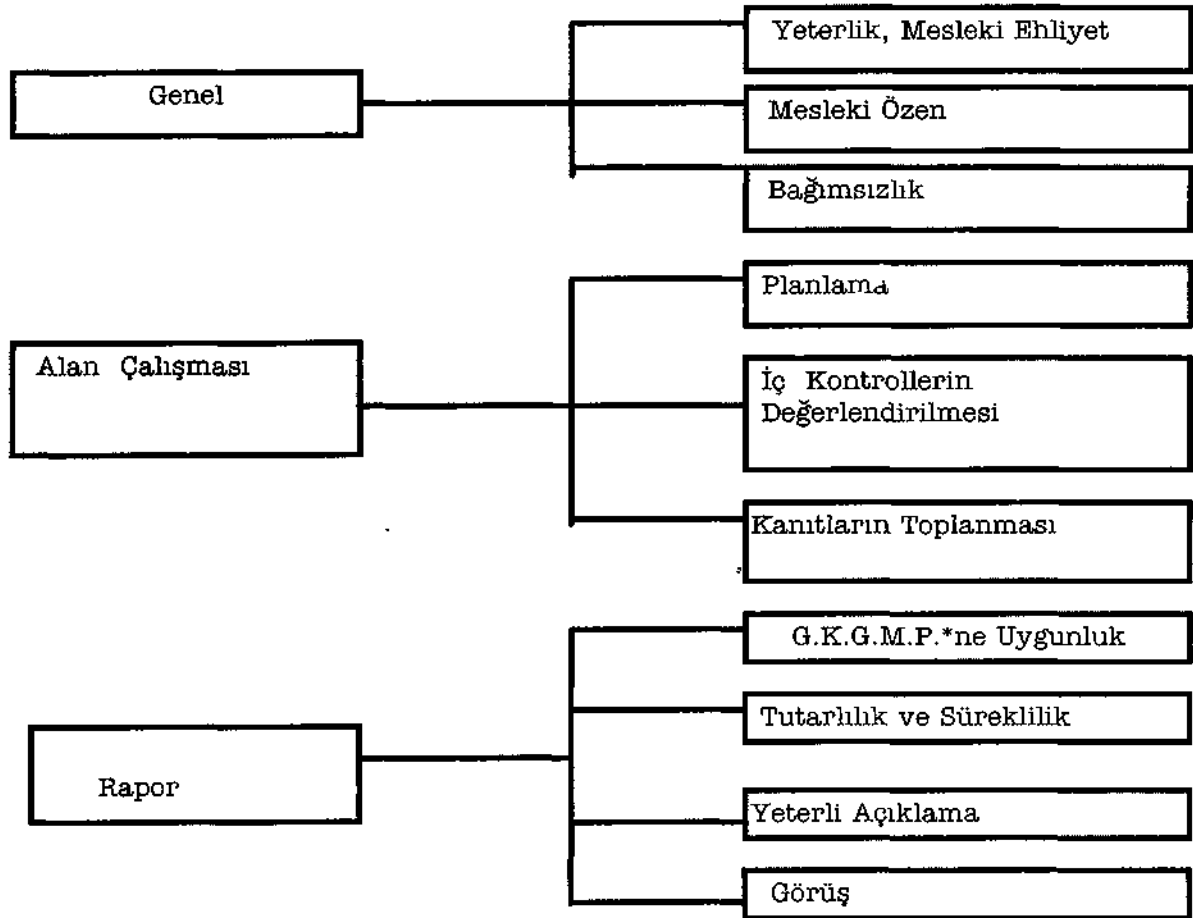 Genel
Yeterlik, Mesleki Ehliyet
Mesleki Özen
Bağımsızlık
Alan Çalışması
Planlama
İç Kontrollerin
Değerlendirilmesi
Kanıtların Toplanması
Rapor
G.K.G.M.P.*ne Uygunluk
Tutarlılık ve Süreklilik
Yeterli Açıklama
Görüş